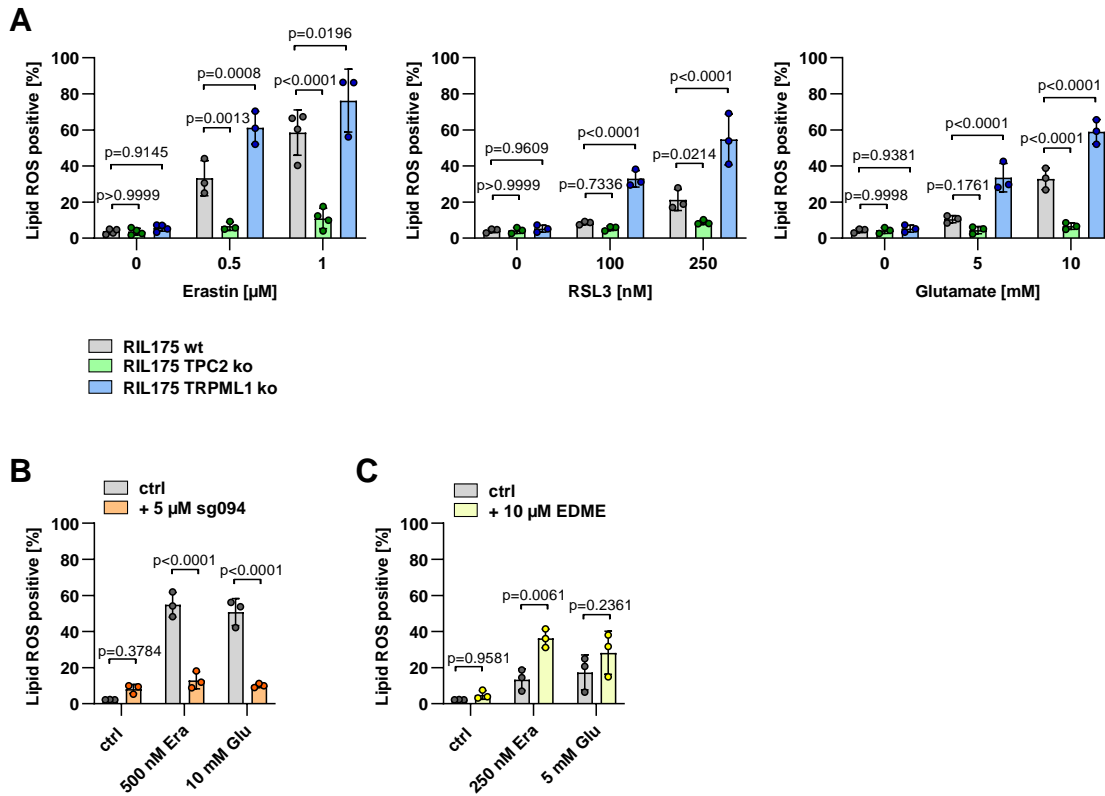 A
p=0.0196
p=0.0008
p<0.0001
p=0.0013
p=0.9145
p>0.9999
Lipid ROS positive [%]
100
80
60
40
20
0
0
0.5
1
Erastin [µM]
p<0.0001
p<0.0001
p=0.0214
p=0.9609
p=0.7336
p>0.9999
Lipid ROS positive [%]
100
80
60
40
20
0
0
100
250
RSL3 [nM]
p<0.0001
p<0.0001
p<0.0001
p=0.9381
p=0.1761
p=0.9998
Lipid ROS positive [%]
100
80
60
40
20
0
0
5
10
Glutamate [mM]
RIL175 wt
RIL175 TPC2 ko
RIL175 TRPML1 ko
B
ctrl
+ 5 µM sg094
p<0.0001
p<0.0001
p=0.3784
Lipid ROS positive [%]
100
80
60
40
20
0
ctrl
500 nM Era
10 mM Glu
C
ctrl
+ 10 µM EDME
p=0.0061
p=0.2361
p=0.9581
Lipid ROS positive [%]
100
80
60
40
20
0
ctrl
250 nM Era
5 mM Glu